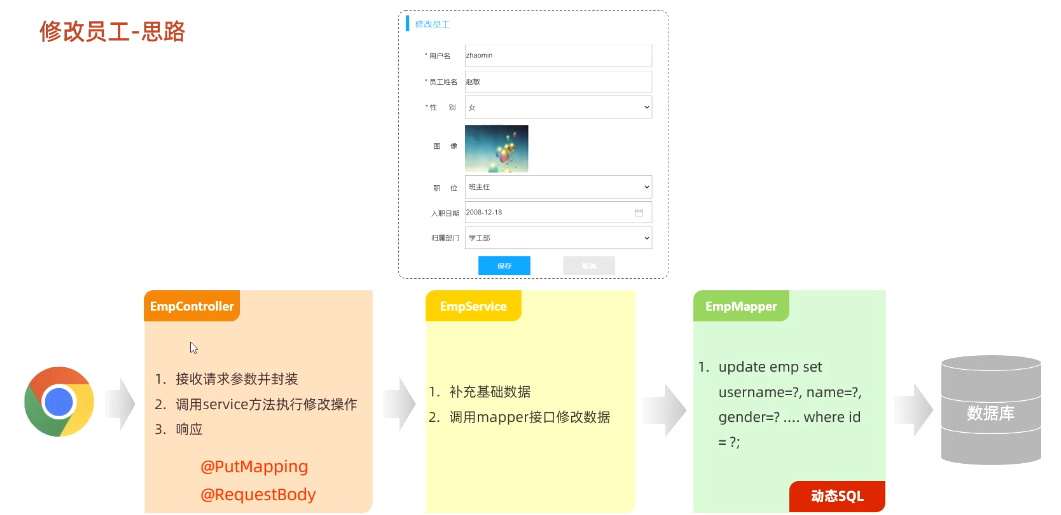 修改员工-思路
修改员工
* 用户名 zhaomin
* 员工姓名 赵敏
* 性 别 女
图 像
职 位 班主任
入职日期 2008-12-18
归属部门 学工部
保存 取消
EmpController
1. 接收请求参数并封装
2. 调用service方法执行修改操作
3. 响应
@PutMapping
@RequestBody
EmpService
1. 补充基础数据
2. 调用mapper接口修改数据
EmpMapper
1. update emp set
username=?, name=?,
gender=? .... where id
= ?;
动态SQL
数据库